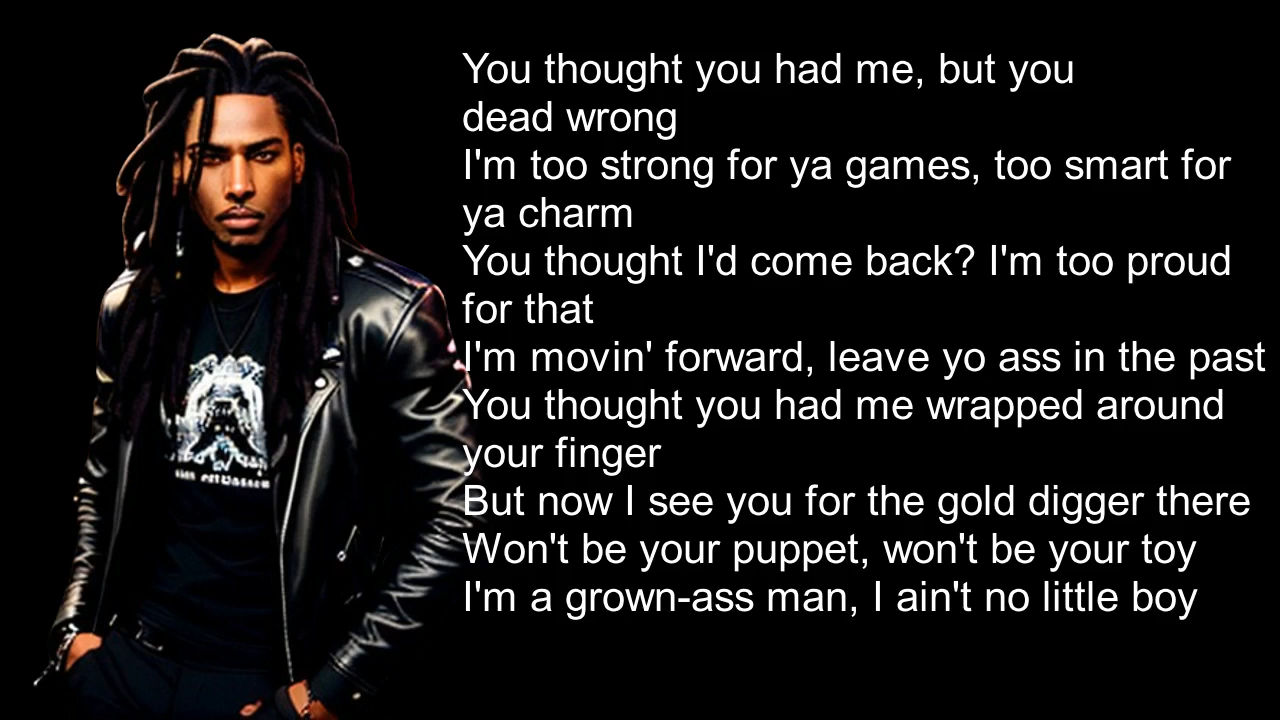 You thought you had me, but you
dead wrong
I'm too strong for ya games, too smart for
ya charm
You thought I'd come back? I'm too proud
for that
I'm movin' forward, leave yo ass in the past
You thought you had me wrapped around
your finger
But now I see you for the gold digger there
Won't be your puppet, won't be your toy
I'm a grown-ass man, I ain't no little boy